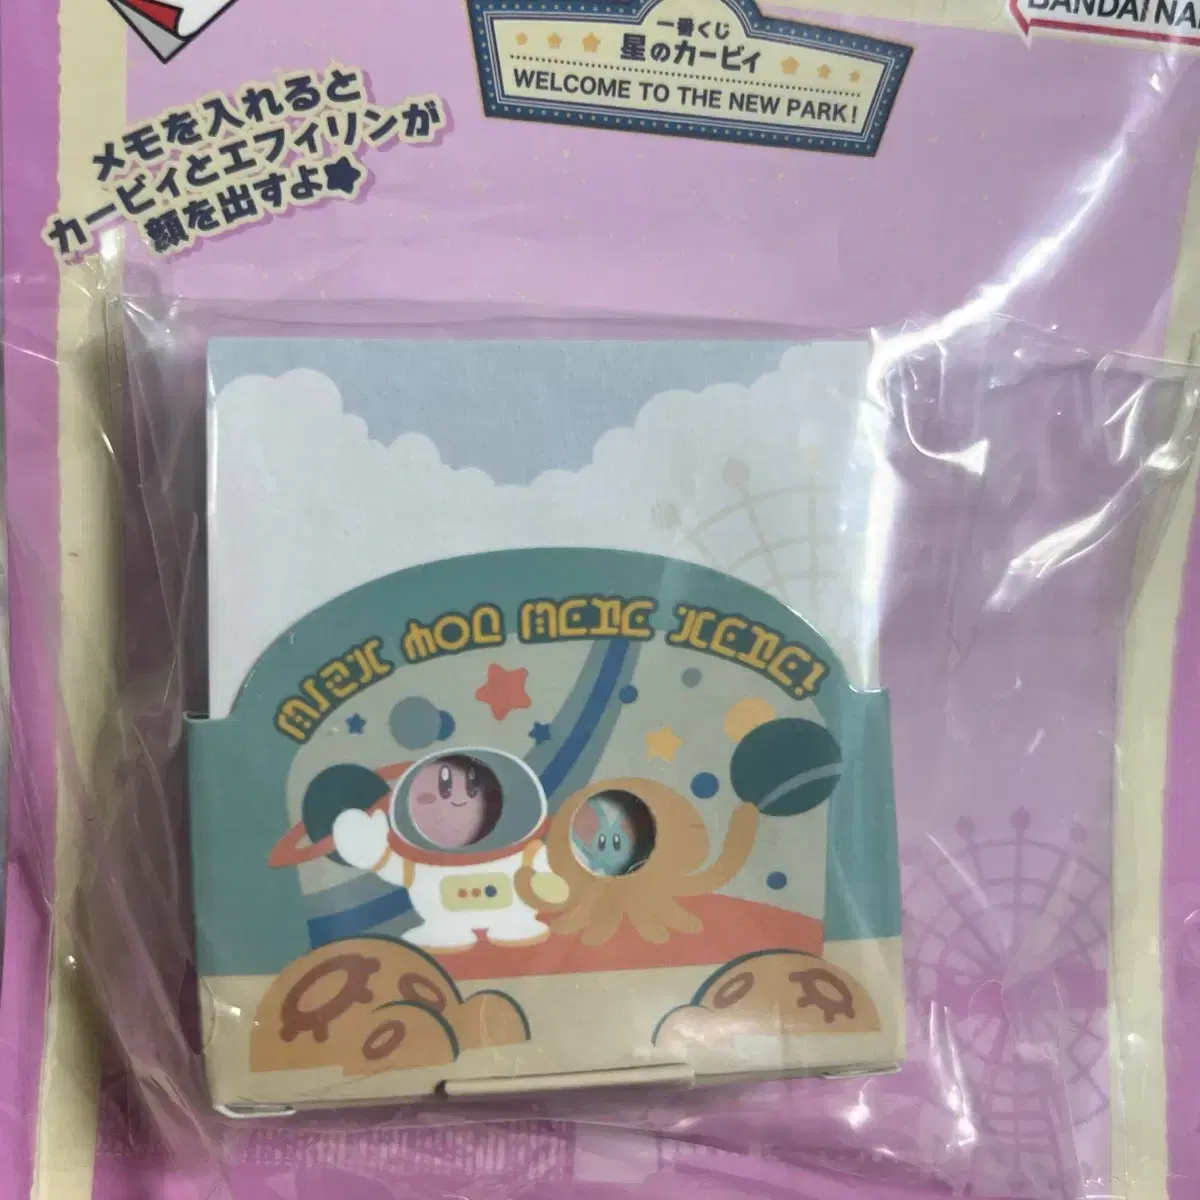 一番くじ
星のカービィ
WELCOME TO THE NEW PARK!
BANDAI NA
メモを入れると
カービィとエフィリンが
顔を出すよ★